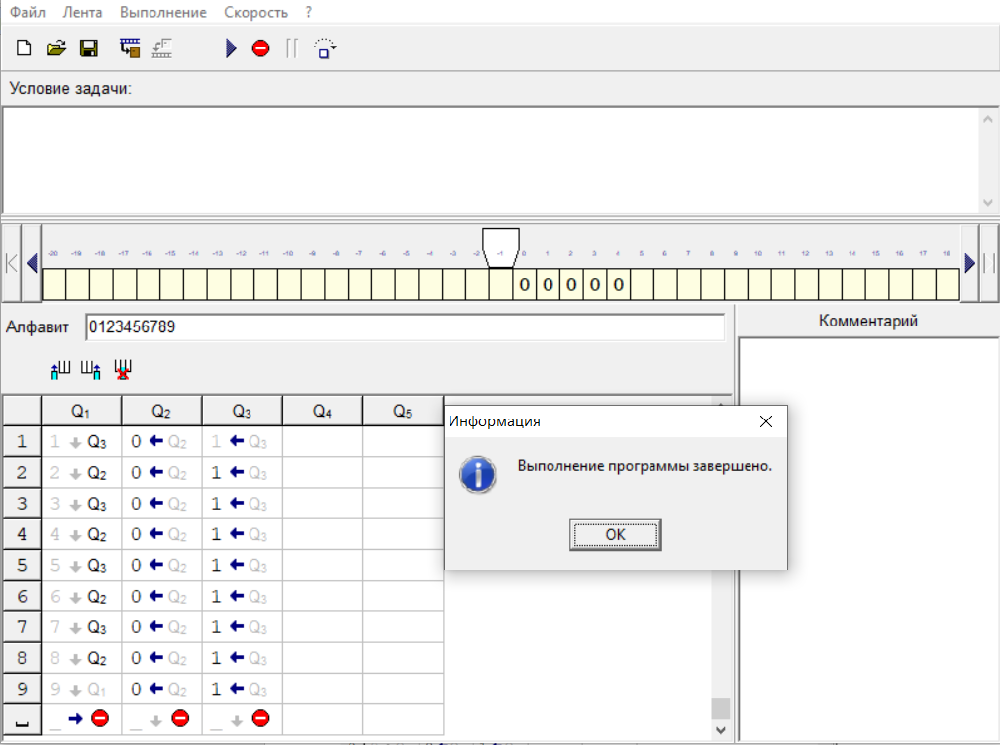 Файл Лента Выполнение Скорость ?
Условие задачи:
-20 -19 -18 -17 -16 -15 -14 -13 -12 -11 -10 -9 -8 -7 -6 -5 -4 -3 -2 -1 0 1 2 3 4 5 6 7 8 9 10 11 12 13 14 15 16 17 18
0 0 0 0 0
Алфавит 0123456789
Комментарий
Q1 Q2 Q3 Q4 Q5
1 1 Q3 0 Q2 1 Q3
2 2 Q2 0 Q2 1 Q3
3 3 Q3 0 Q2 1 Q3
4 4 Q2 0 Q2 1 Q3
5 5 Q3 0 Q2 1 Q3
6 6 Q2 0 Q2 1 Q3
7 7 Q3 0 Q2 1 Q3
8 8 Q2 0 Q2 1 Q3
9 9 Q1 0 Q2 1 Q3
_ _ _
Информация
Выполнение программы завершено.
OK